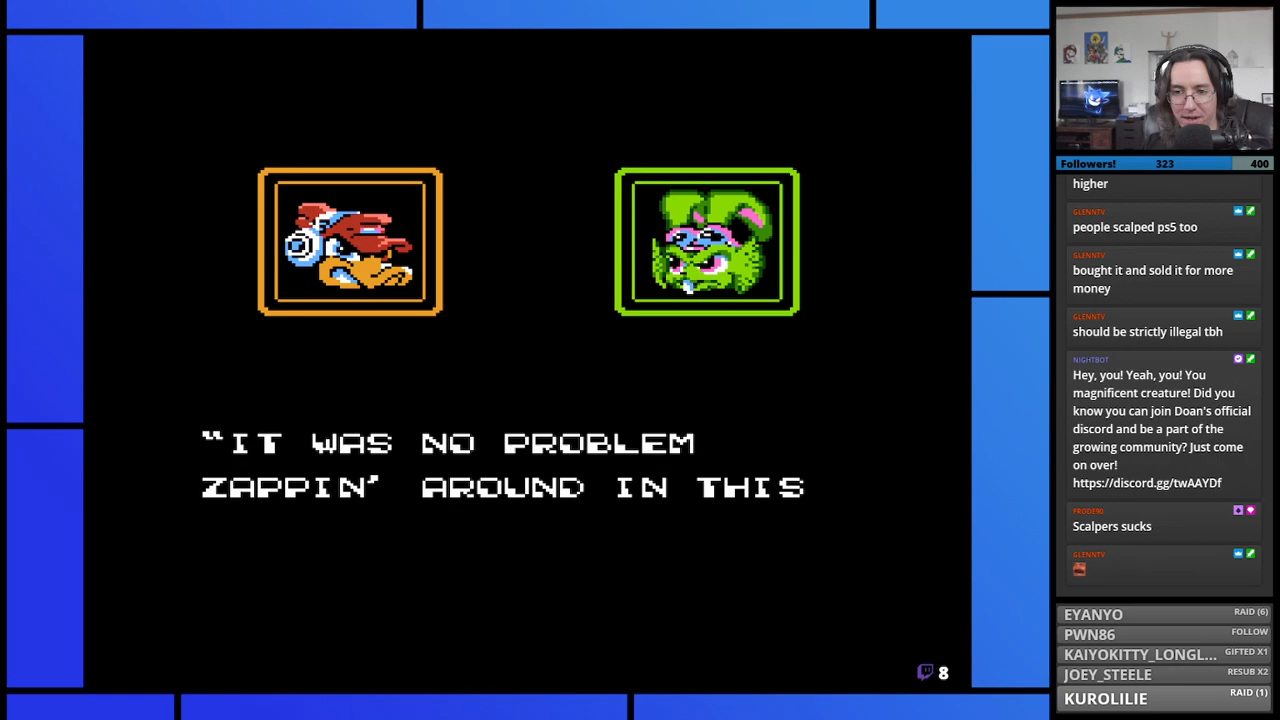 “IT WAS NO PROBLEM
ZAPPIN’ AROUND IN THIS
8
Followers! 323 400
higher
GLENNTV
people scalped ps5 too
GLENNTV
bought it and sold it for more
money
GLENNTV
should be strictly illegal tbh
NIGHTBOT
Hey, you! Yeah, you! You
magnificent creature! Did you
know you can join Doan's official
discord and be a part of the
growing community? Just come
on over!
https://discord.gg/twAAYDf
FRODE90
Scalpers sucks
GLENNTV
EYANYO RAID (6)
PWN86 FOLLOW
KAIYOKITTY_LONGL... GIFTED X1
JOEY_STEELE RESUB X2
KUROLILIE RAID (1)